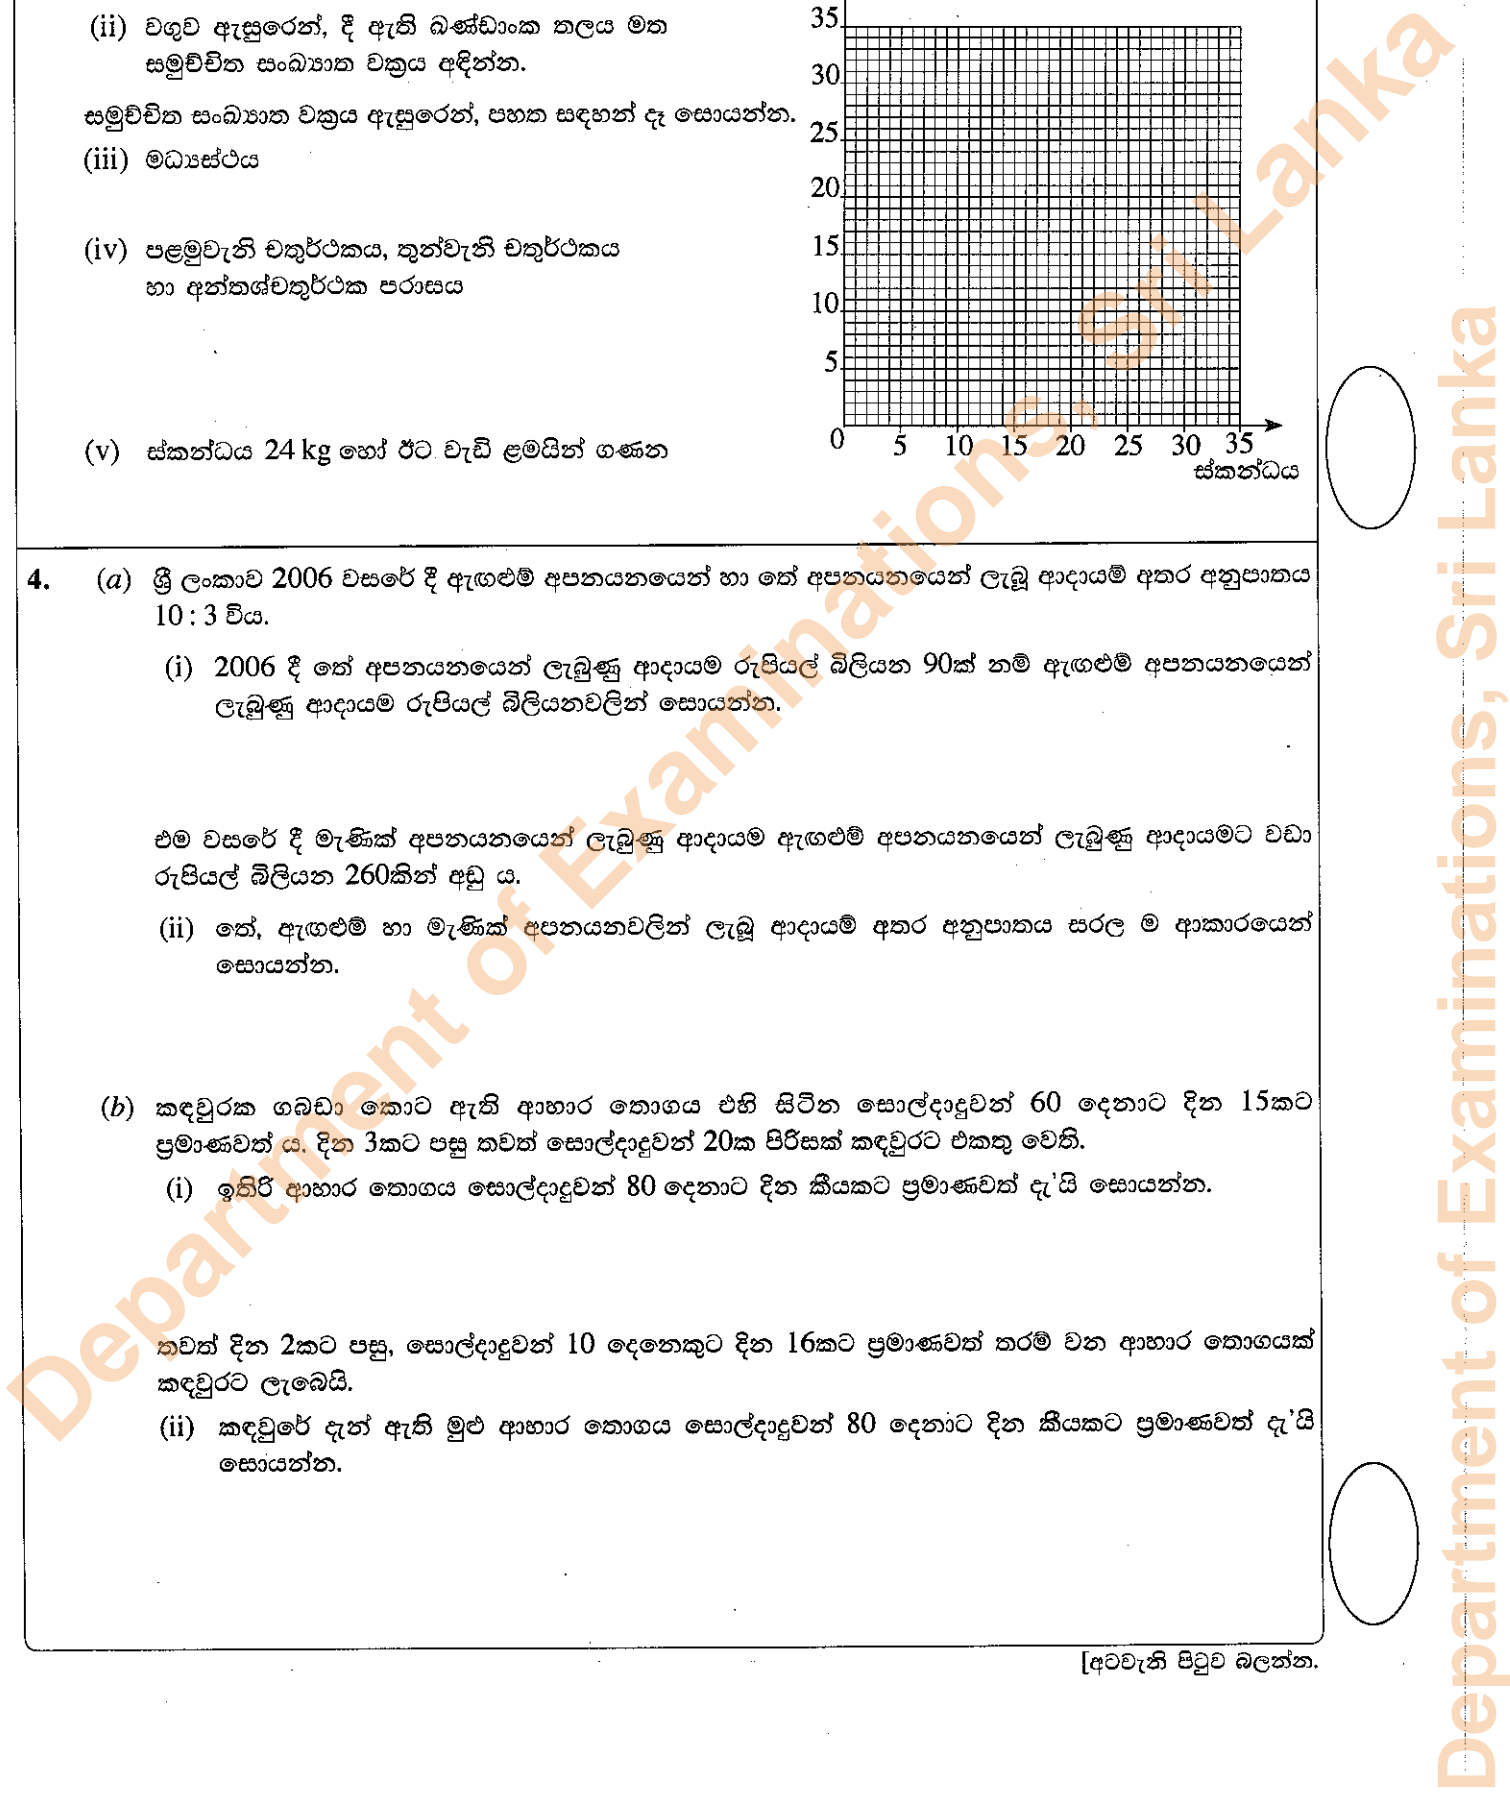 (ii) වගුව ඇසුරෙන්, දී ඇති ඛණ්ඩාංක තලය මත
සමුච්චිත සංඛ්‍යාත වක්‍රය අඳින්න.
සමුච්චිත සංඛ්‍යාත වක්‍රය ඇසුරෙන්, පහත සඳහන් දෑ සොයන්න.
(iii) මධ්‍යස්ථය
(iv) පළමුවැනි චතුර්ථකය, තුන්වැනි චතුර්ථකය
හා අන්තශ්චතුර්ථක පරාසය
(v) ස්කන්ධය 24 kg හෝ ඊට වැඩි ළමයින් ගණන
35
30
25
20
15
10
5
0 5 10 15 20 25 30 35
ස්කන්ධය
4. (a) ශ්‍රී ලංකාව 2006 වසරේ දී ඇඟළුම් අපනයනයෙන් හා තේ අපනයනයෙන් ලැබූ ආදායම් අතර අනුපාතය
10 : 3 විය.
(i) 2006 දී තේ අපනයනයෙන් ලැබුණු ආදායම රුපියල් බිලියන 90ක් නම් ඇඟළුම් අපනයනයෙන්
ලැබුණු ආදායම රුපියල් බිලියනවලින් සොයන්න.
එම වසරේ දී මැණික් අපනයනයෙන් ලැබුණු ආදායම ඇඟළුම් අපනයනයෙන් ලැබුණු ආදායමට වඩා
රුපියල් බිලියන 260කින් අඩු ය.
(ii) තේ, ඇඟළුම් හා මැණික් අපනයනවලින් ලැබූ ආදායම් අතර අනුපාතය සරල ම ආකාරයෙන්
සොයන්න.
(b) කඳවුරක ගබඩා කොට ඇති ආහාර තොගය එහි සිටින සොල්දාදුවන් 60 දෙනාට දින 15කට
ප්‍රමාණවත් ය. දින 3කට පසු තවත් සොල්දාදුවන් 20ක පිරිසක් කඳවුරට එකතු වෙති.
(i) ඉතිරි ආහාර තොගය සොල්දාදුවන් 80 දෙනාට දින කීයකට ප්‍රමාණවත් දැ'යි සොයන්න.
තවත් දින 2කට පසු, සොල්දාදුවන් 10 දෙනෙකුට දින 16කට ප්‍රමාණවත් තරම් වන ආහාර තොගයක්
කඳවුරට ලැබෙයි.
(ii) කඳවුරේ දැන් ඇති මුළු ආහාර තොගය සොල්දාදුවන් 80 දෙනාට දින කීයකට ප්‍රමාණවත් දැ'යි
සොයන්න.
[අටවැනි පිටුව බලන්න.
Department of Examinations, Sri Lanka
Department of Examinations, Sri Lanka